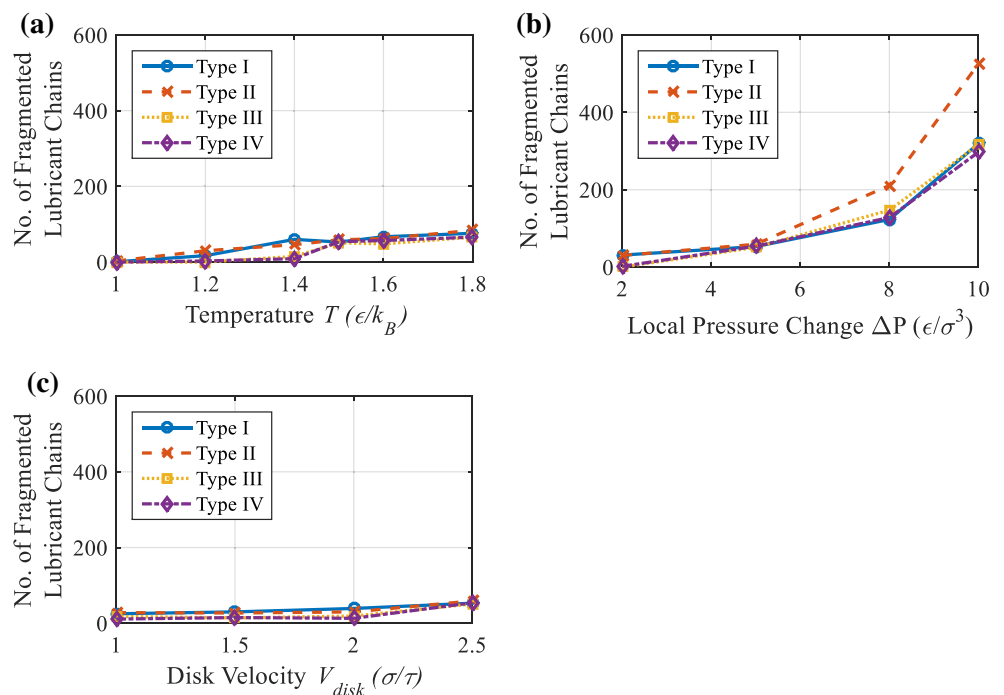 (a)
600
400
200
0
No. of Fragmented
Lubricant Chains
Type I
Type II
Type III
Type IV
1 1.2 1.4 1.6 1.8
Temperature T (ϵ/k_B)
(b)
600
400
200
0
No. of Fragmented
Lubricant Chains
Type I
Type II
Type III
Type IV
2 4 6 8 10
Local Pressure Change ΔP (ϵ/σ³)
(c)
600
400
200
0
No. of Fragmented
Lubricant Chains
Type I
Type II
Type III
Type IV
1 1.5 2 2.5
Disk Velocity V_disk (σ/τ)